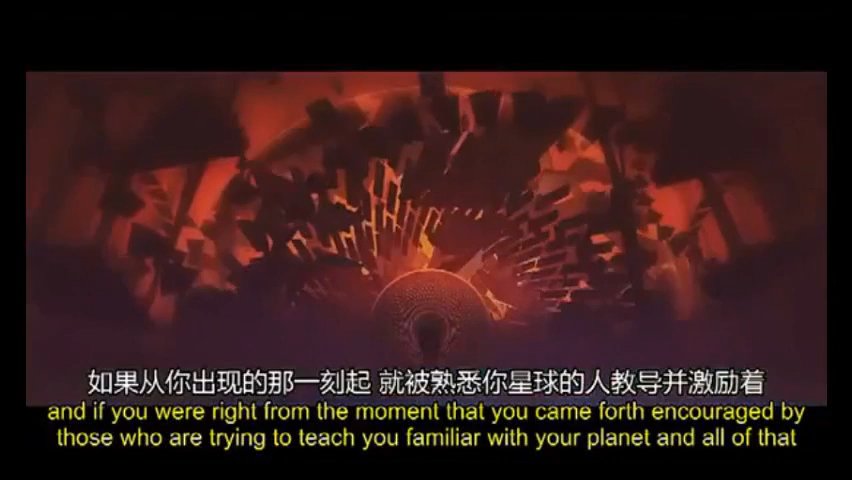 如果从你出现的那一刻起 就被熟悉你星球的人教导并激励着
and if you were right from the moment that you came forth encouraged by
those who are trying to teach you familiar with your planet and all of that